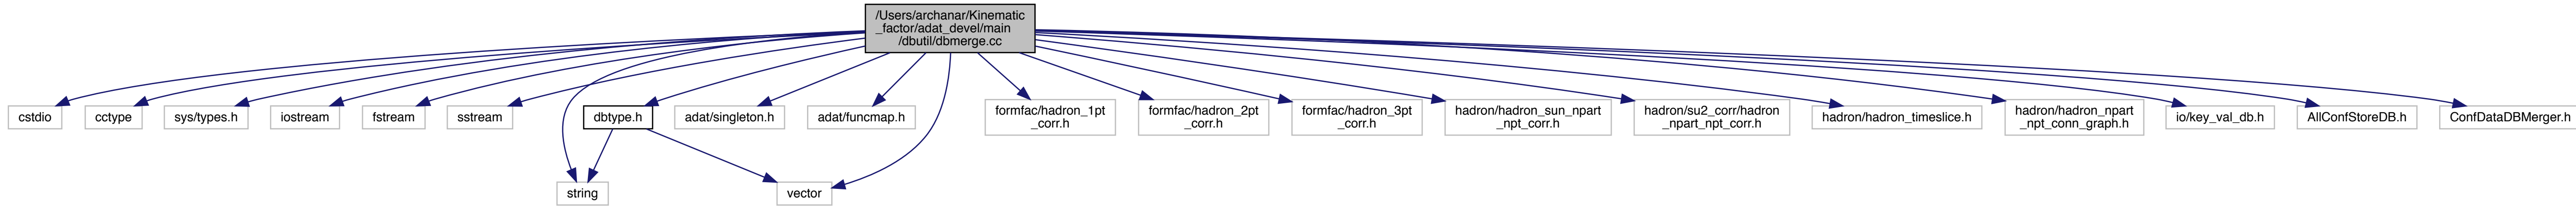 /Users/archanar/Kinematic
_factor/adat_devel/main
/dbutil/dbmerge.cc
cstdio
cctype
sys/types.h
iostream
fstream
sstream
dbtype.h
adat/singleton.h
adat/funcmap.h
formfac/hadron_1pt
_corr.h
formfac/hadron_2pt
_corr.h
formfac/hadron_3pt
_corr.h
hadron/hadron_sun_npart
_npt_corr.h
hadron/su2_corr/hadron
_npart_npt_corr.h
hadron/hadron_timeslice.h
hadron/hadron_npart
_npt_conn_graph.h
io/key_val_db.h
AllConfStoreDB.h
ConfDataDBMerger.h
string
vector